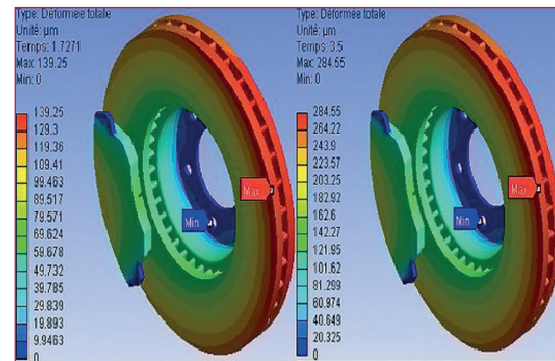 Type: Déformée totale
Unité: µm
Temps: 1.7271
Max: 139.25
Min: 0
139.25
129.3
119.36
109.41
99.463
89.517
79.571
69.624
59.678
49.732
39.785
29.839
19.893
9.9463
0
Max
Min
Type: Déformée totale
Unité: µm
Temps: 3.5
Max: 284.55
Min: 0
284.55
264.22
243.9
223.57
203.25
182.92
162.6
142.27
121.95
101.62
81.299
60.974
40.649
20.325
0
Max
Min